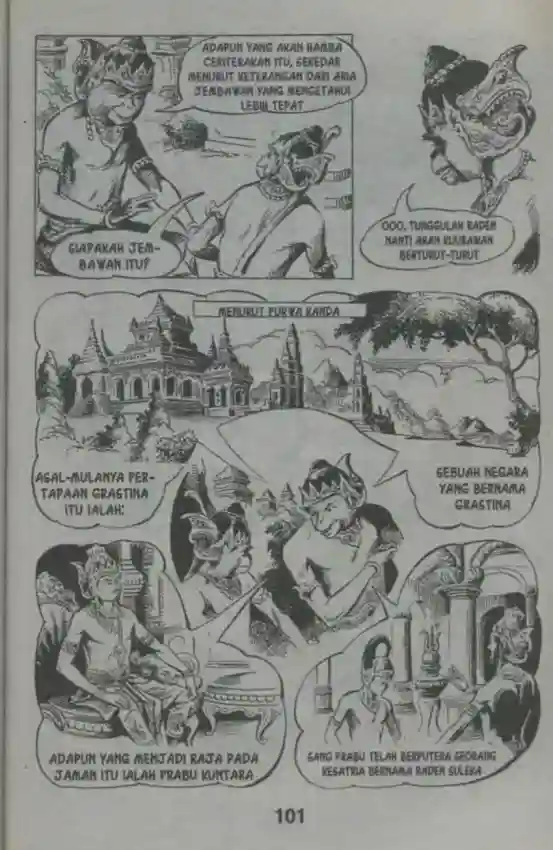 ADAPUN YANG AKAN HAMBA
CERITERAKAN ITU, SEKEDAR
MENURUT KETERANGAN DARI ARIA
JEMBAWAN YANG MENGETAHUI
LEBIH TEPAT
SIAPAKAH JEM-
BAWAN ITU?
OOO, TUNGGULAH RADEN
NANTI AKAN KUUBAWAN
BERTURUT-TURUT
MENURUT PURWA KANDA
ASAL-MULANYA PER-
TAPAAN GRASTINA
ITU IALAH:
SEBUAH NEGARA
YANG BERNAMA
GRASTINA
ADAPUN YANG MENJADI RAJA PADA
JAMAN ITU IALAH PRABU KUNTARA
SANG PRABU TELAH BERPUTERA SEORANG
KESATRIA BERNAMA RADEN SULEKA
101